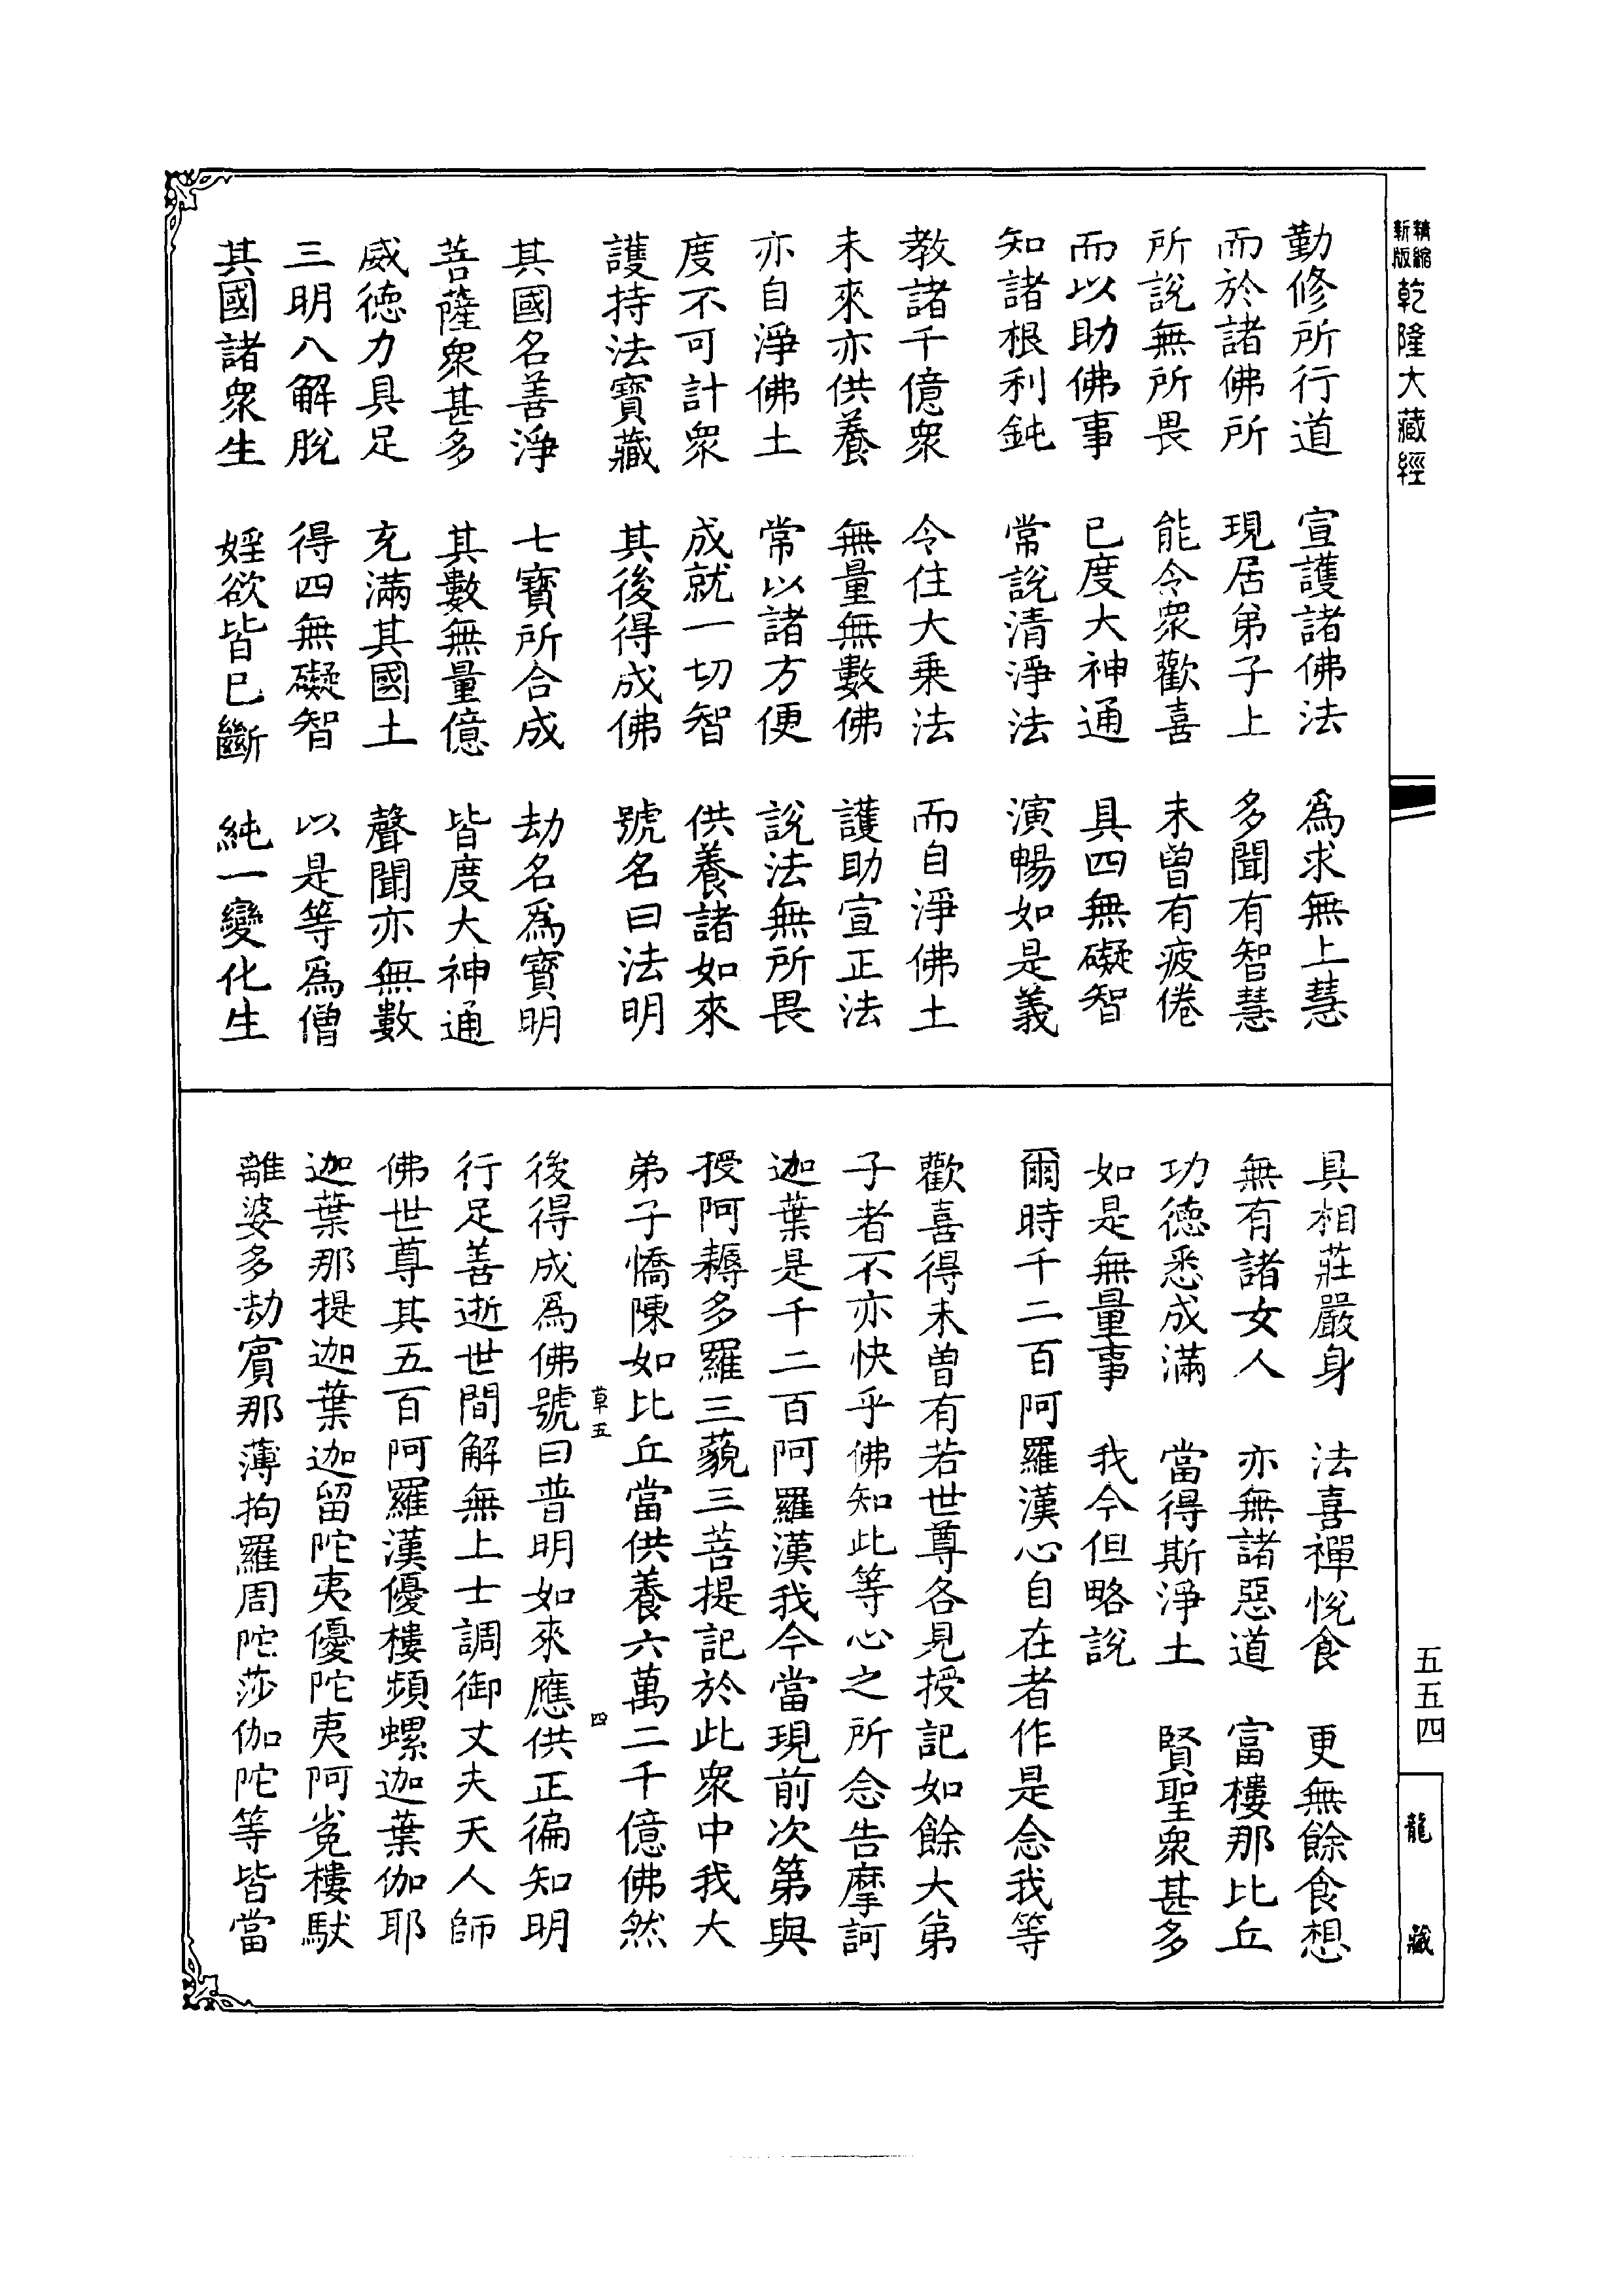 精縮新版乾隆大藏經
勤修所行道　宣護諸佛法　爲求無上慧
而於諸佛所　現居弟子上　多聞有智慧
所說無所畏　能令衆歡喜　未曾有疲倦
而以助佛事　已度大神通　具四無礙智
知諸根利鈍　常說清淨法　演暢如是義
教諸千億衆　令住大乗法　而自淨佛土
未來亦供養　無量無數佛　護助宣正法
亦自淨佛土　常以諸方便　說法無所畏
度不可計衆　成就一切智　供養諸如來
護持法寶藏　其後得成佛　號名曰法明
其國名善淨　七寶所合成　劫名爲寶明
菩薩衆甚多　其數無量億　皆度大神通
威德力具足　充滿其國土　聲聞亦無數
三明八解脫　得四無礙智　以是等爲僧
其國諸衆生　婬欲皆已斷　純一變化生
具相莊嚴身　法喜禪悅食　更無餘食想
無有諸女人　亦無諸惡道　富樓那比丘
功德悉成滿　當得斯淨土　賢聖衆甚多
如是無量事　我今但略說
爾時千二百阿羅漢心自在者作是念我等
歡喜得未曾有若世尊各見授記如餘大弟
子者不亦快乎佛知此等心之所念告摩訶
迦葉是千二百阿羅漢我今當現前次第與
授阿耨多羅三藐三菩提記於此衆中我大
弟子憍陳如比丘當供養六萬二千億佛然
草五　四
後得成爲佛號曰普明如來應供正徧知明
行足善逝世間解無上士調御丈夫天人師
佛世尊其五百阿羅漢優樓頻螺迦葉伽耶
迦葉那提迦葉迦留陀夷優陀夷阿㝹樓馱
離婆多劫賓那薄拘羅周陀莎伽陀等皆當
五五四
龍藏